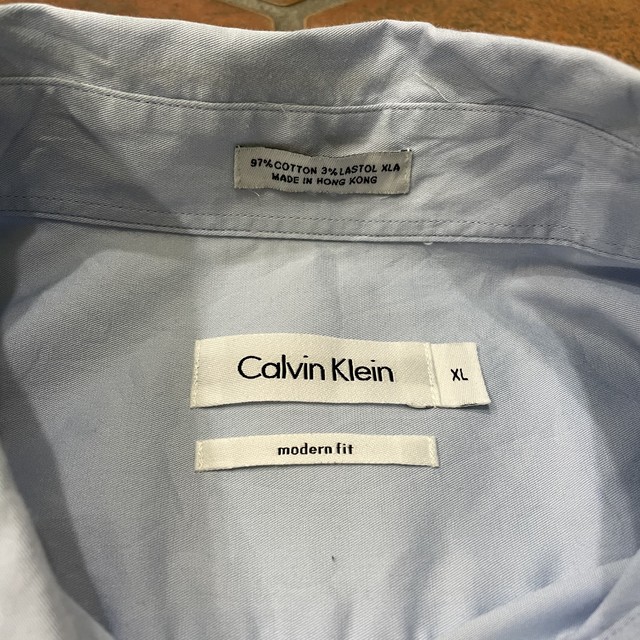 97% COTTON 3% LASTOL XLA
MADE IN HONG KONG
Calvin Klein
XL
modern fit